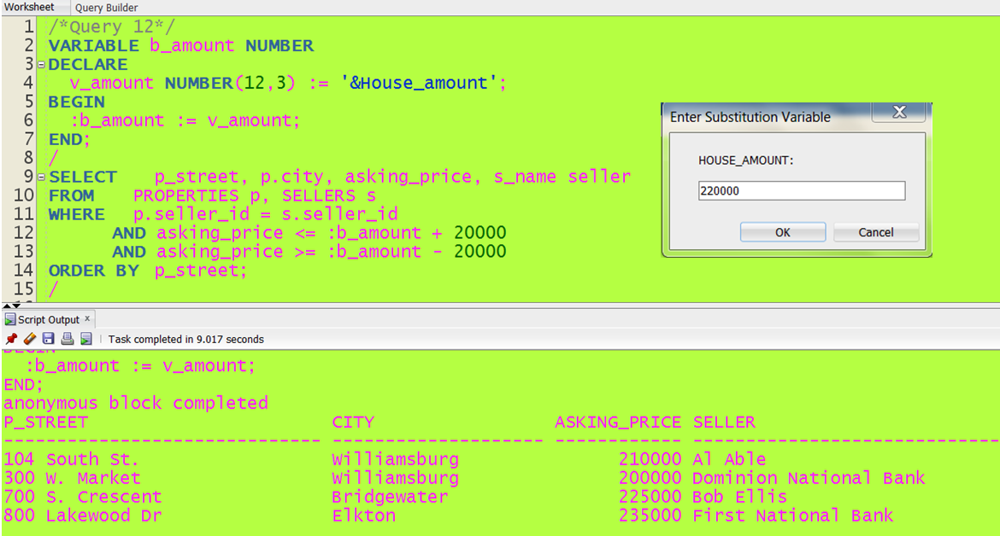 Worksheet Query Builder
1 /*Query 12*/
2 VARIABLE b_amount NUMBER
3 DECLARE
4 v_amount NUMBER(12,3) := '&House_amount';
5 BEGIN
6 :b_amount := v_amount;
7 END;
8 /
9 SELECT p_street, p.city, asking_price, s_name seller
10 FROM PROPERTIES p, SELLERS s
11 WHERE p.seller_id = s.seller_id
12 AND asking_price <= :b_amount + 20000
13 AND asking_price >= :b_amount - 20000
14 ORDER BY p_street;
15 /
Enter Substitution Variable
HOUSE_AMOUNT:
220000
OK Cancel
Script Output x
Task completed in 9.017 seconds
BEGIN
:b_amount := v_amount;
END;
anonymous block completed
P_STREET CITY ASKING_PRICE SELLER
------------------------------ -------------------- ------------ -----------------------------
104 South St. Williamsburg 210000 Al Able
300 W. Market Williamsburg 200000 Dominion National Bank
700 S. Crescent Bridgewater 225000 Bob Ellis
800 Lakewood Dr Elkton 235000 First National Bank